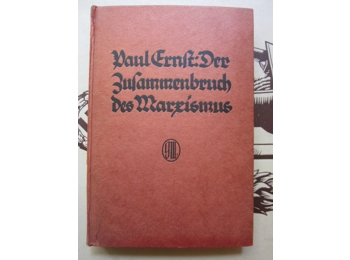 Paul Ernst: Der
Zusammenbruch
des Marxismus